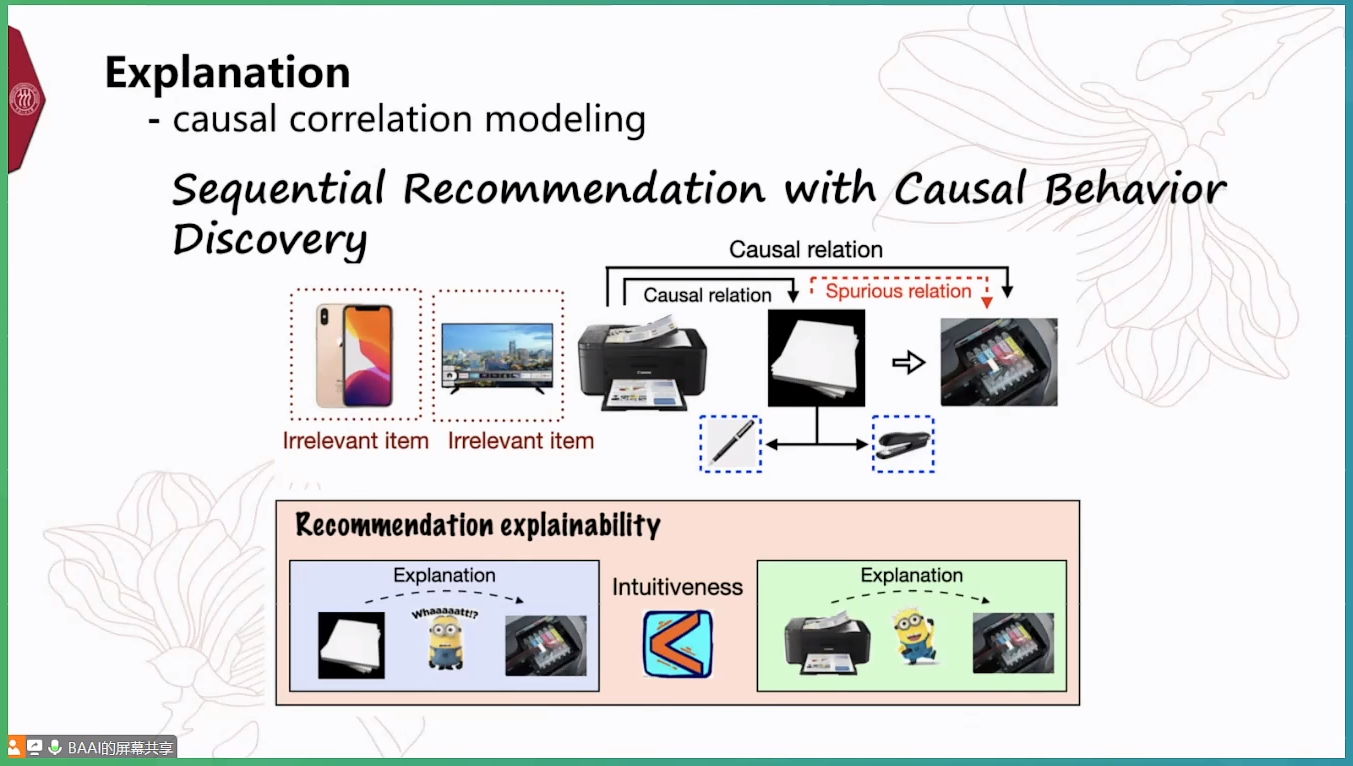 Explanation
- causal correlation modeling
Sequential Recommendation with Causal Behavior
Discovery
Causal relation
Causal relation
Spurious relation
Irrelevant item
Irrelevant item
Recommendation explainability
Explanation
Whaaaaatt!?
Intuitiveness
Explanation
BAAI的屏幕共享